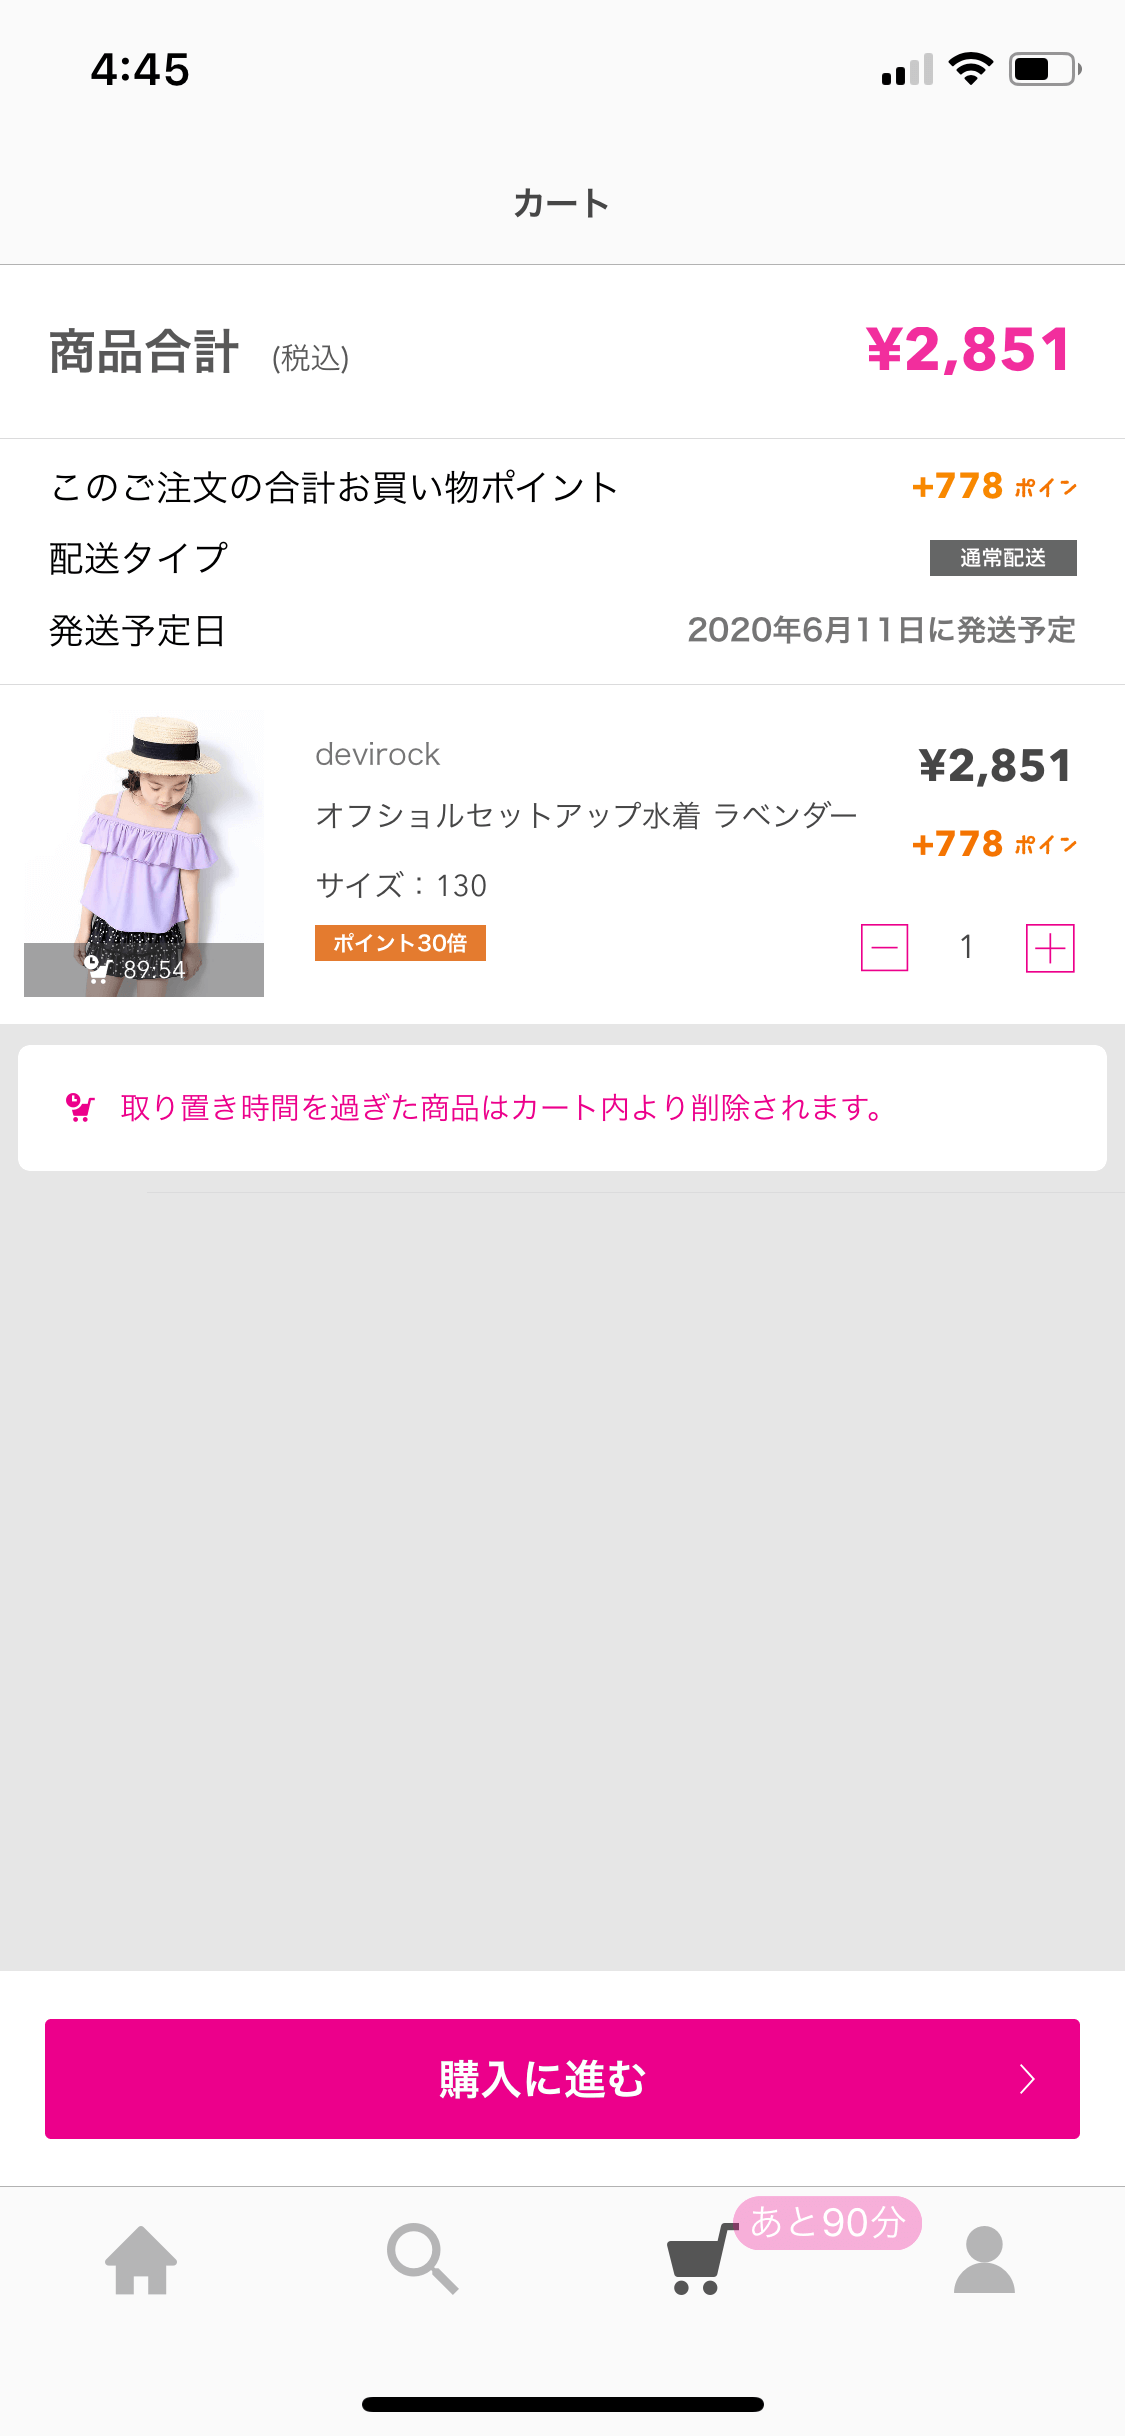 4:45
カート
商品合計 (税込) ¥2,851
このご注文の合計お買い物ポイント +778 ポイン
配送タイプ 通常配送
発送予定日 2020年6月11日に発送予定
devirock ¥2,851
オフショルセットアップ水着 ラベンダー
+778 ポイン
サイズ：130
ポイント30倍
1
89:54
取り置き時間を過ぎた商品はカート内より削除されます。
購入に進む
あと90分